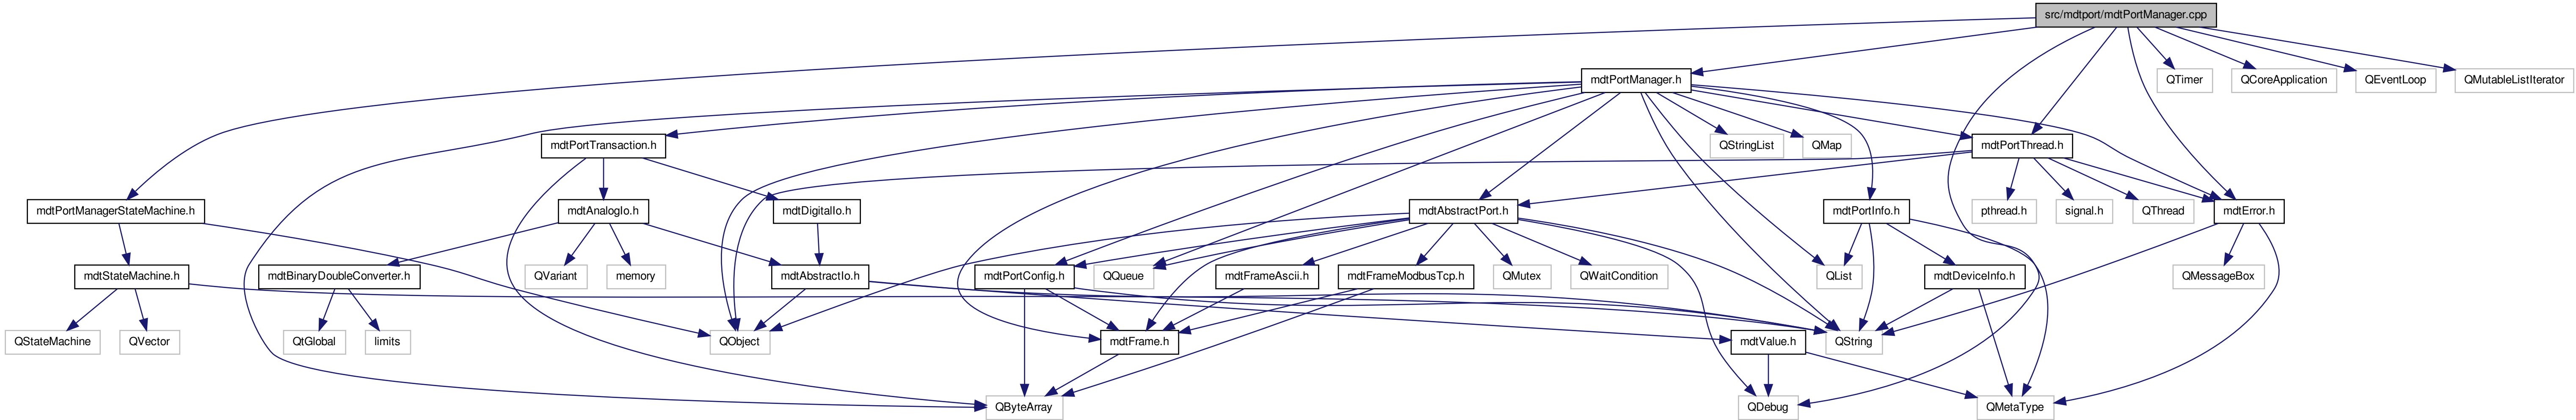 src/mdtport/mdtPortManager.cpp
mdtPortManager.h
QTimer
QCoreApplication
QEventLoop
QMutableListIterator
mdtPortTransaction.h
QStringList
QMap
mdtPortThread.h
mdtPortManagerStateMachine.h
mdtAnalogIo.h
mdtDigitalIo.h
mdtAbstractPort.h
mdtPortInfo.h
pthread.h
signal.h
QThread
mdtError.h
mdtStateMachine.h
mdtBinaryDoubleConverter.h
QVariant
memory
mdtAbstractIo.h
mdtPortConfig.h
QQueue
mdtFrameAscii.h
mdtFrameModbusTcp.h
QMutex
QWaitCondition
QList
mdtDeviceInfo.h
QMessageBox
QStateMachine
QVector
QtGlobal
limits
QObject
mdtFrame.h
mdtValue.h
QString
QByteArray
QDebug
QMetaType